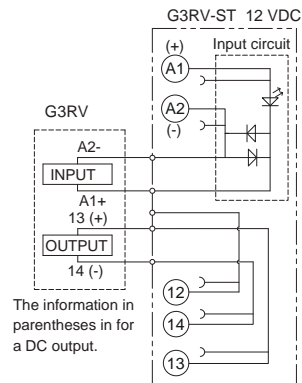 G3RV-ST 12 VDC
(+)
Input circuit
A1
A2
(-)
G3RV
A2-
INPUT
A1+
13 (+)
OUTPUT
14 (-)
The information in
parentheses in for
a DC output.
12
14
13